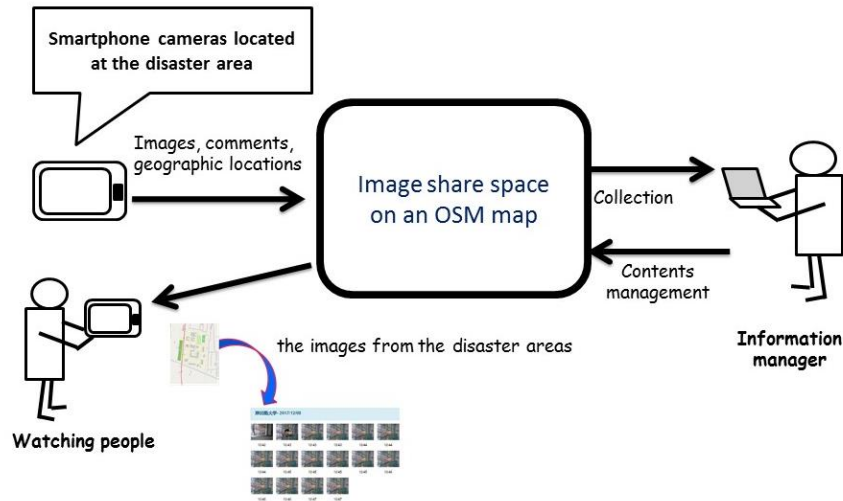 Smartphone cameras located
at the disaster area
Images, comments,
geographic locations
Image share space
on an OSM map
Collection
Contents
management
Information
manager
the images from the disaster areas
Watching people